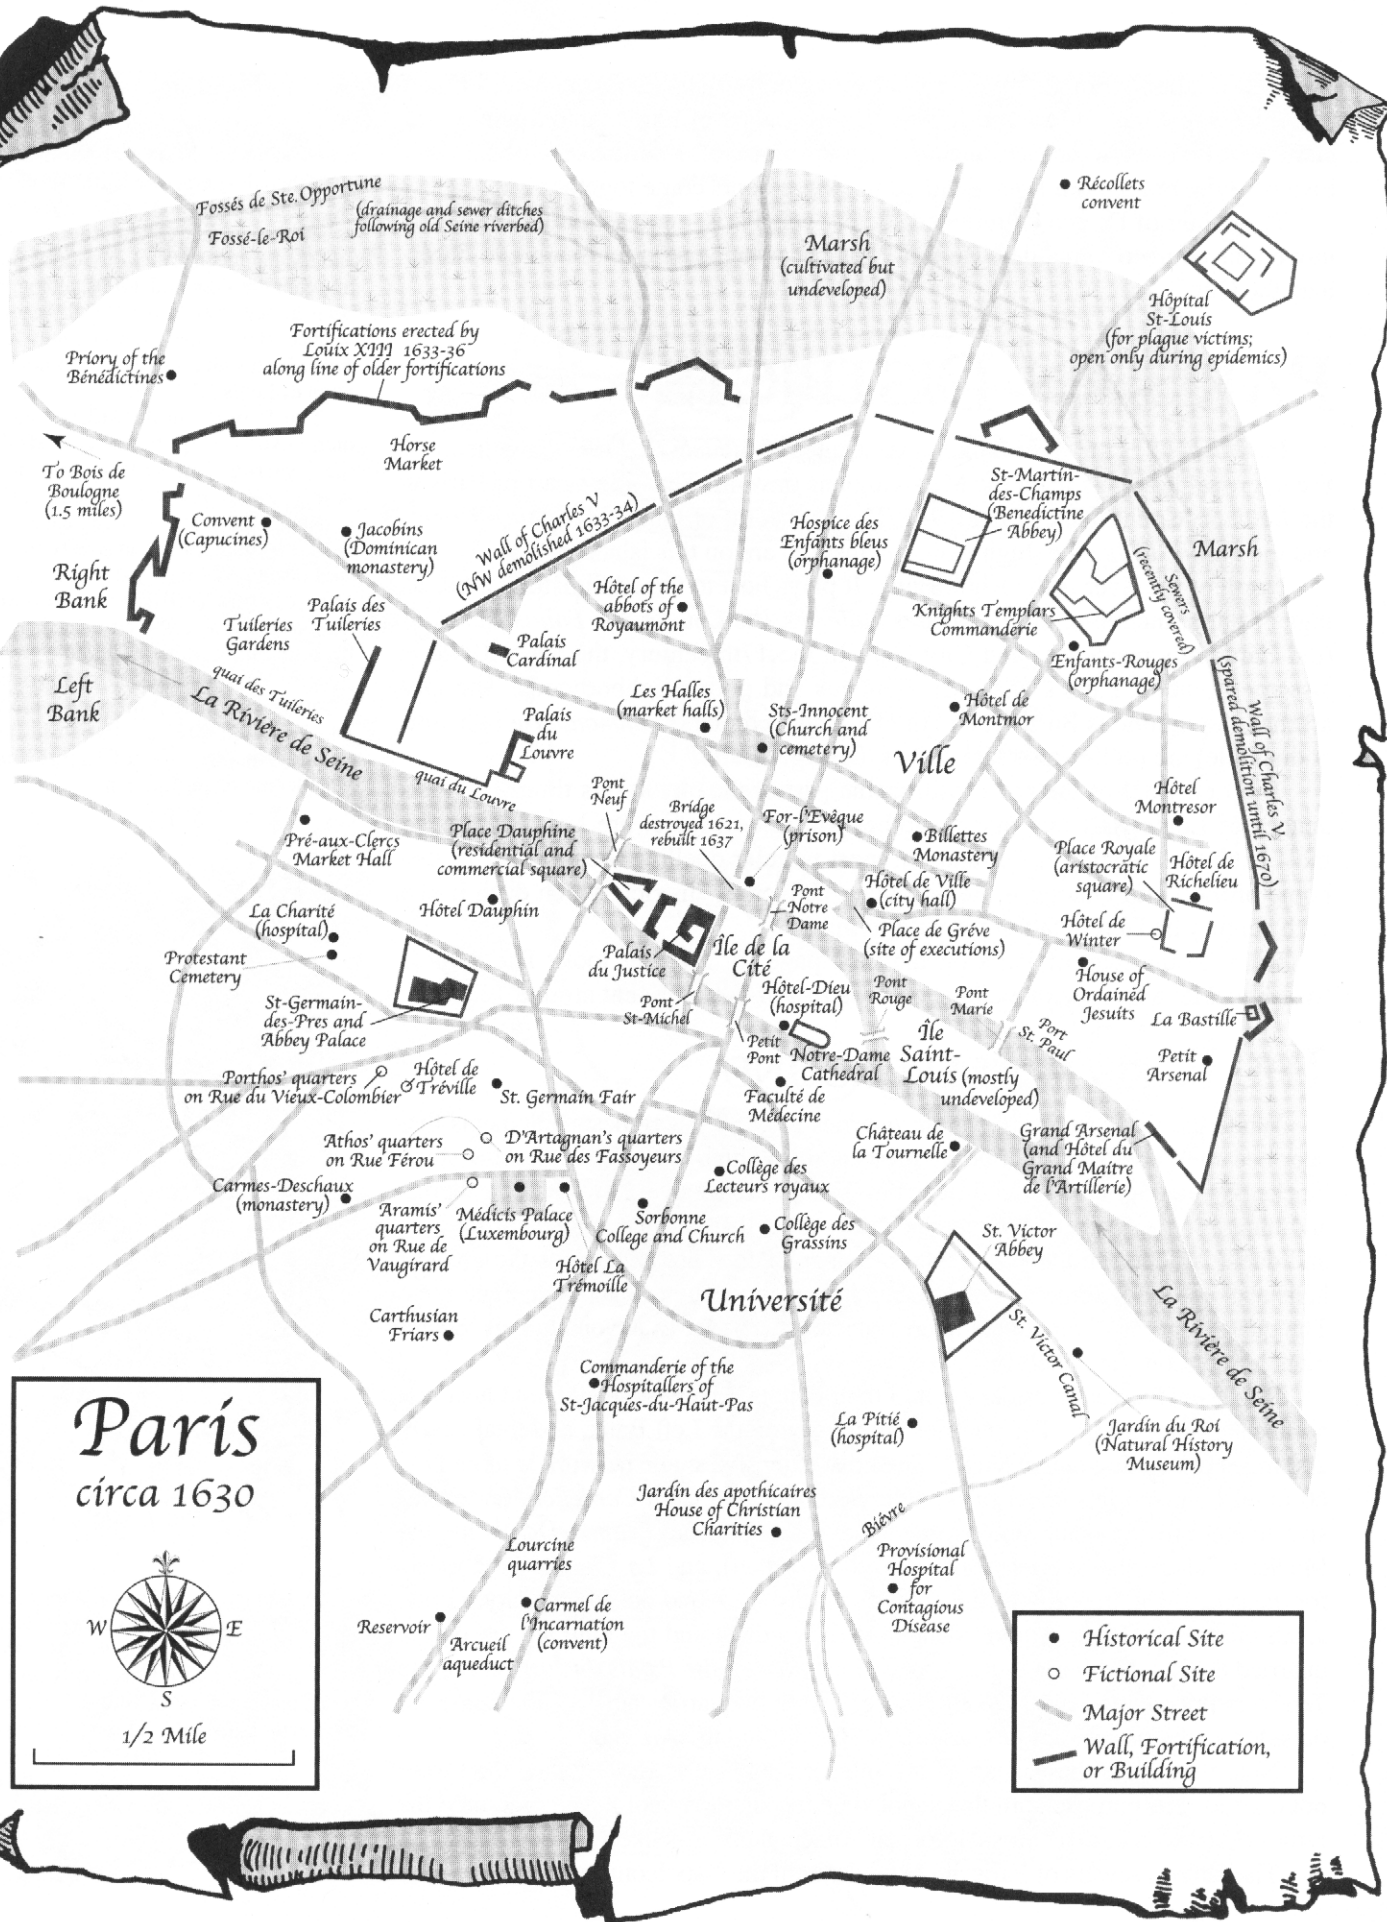 Fossés de Ste. Opportune
Fossé-le-Roi
(drainage and sewer ditches
following old Seine riverbed)
Marsh
(cultivated but
undeveloped)
Récollets
convent
Hôpital
St-Louis
(for plague victims;
open only during epidemics)
Priory of the
Bénédictines
Fortifications erected by
Louix XIII 1633-36
along line of older fortifications
Horse
Market
To Bois de
Boulogne
(1.5 miles)
Convent
(Capucines)
Jacobins
(Dominican
monastery)
Wall of Charles V
(NW demolished 1633-34)
Hospice des
Enfants bleus
(orphanage)
St-Martin-
des-Champs
(Benedictine
Abbey)
Marsh
Sewers
(recently covered)
Right
Bank
Tuileries
Gardens
Palais des
Tuileries
Hôtel of the
abbots of
Royaumont
Knights Templars
Commanderie
Palais
Cardinal
Enfants-Rouges
(orphanage)
Left
Bank
quai des Tuileries
La Rivière de Seine
Les Halles
(market halls)
Sts-Innocent
(Church and
cemetery)
Hôtel de
Montmor
Wall of Charles V
(spared demolition until 1670)
Palais
du
Louvre
quai du Louvre
Ville
Pont
Neuf
Bridge
destroyed 1621,
rebuilt 1637
For-l'Evêque
(prison)
Hôtel
Montresor
Pré-aux-Clercs
Market Hall
Place Dauphine
(residential and
commercial square)
Billettes
Monastery
Place Royale
(aristocratic
square)
Hôtel de
Richelieu
Hôtel Dauphin
Pont
Notre
Dame
Hôtel de Ville
(city hall)
Place de Gréve
(site of executions)
Hôtel de
Winter
La Charité
(hospital)
Protestant
Cemetery
Palais
du Justice
Île de la
Cité
Hôtel-Dieu
(hospital)
House of
Ordained
Jesuits
St-Germain-
des-Pres and
Abbey Palace
Pont
St-Michel
Pont
Rouge
Pont
Marie
Port
St. Paul
La Bastille
Petit
Pont
Notre-Dame
Cathedral
Île
Saint-
Louis (mostly
undeveloped)
Petit
Arsenal
Porthos' quarters
on Rue du Vieux-Colombier
Hôtel de
Tréville
St. Germain Fair
Faculté de
Médecine
Athos' quarters
on Rue Férou
D'Artagnan's quarters
on Rue des Fassoyeurs
Château de
la Tournelle
Grand Arsenal
(and Hôtel du
Grand Maître
de l'Artillerie)
Collège des
Lecteurs royaux
Carmes-Deschaux
(monastery)
Aramis'
quarters
on Rue de
Vaugirard
Médicis Palace
(Luxembourg)
Sorbonne
College and Church
Collège des
Grassins
St. Victor
Abbey
Hôtel La
Trémoille
Université
La Rivière de Seine
Carthusian
Friars
St. Victor Canal
Commanderie of the
Hospitallers of
St-Jacques-du-Haut-Pas
La Pitié
(hospital)
Jardin du Roi
(Natural History
Museum)
Jardin des apothicaires
House of Christian
Charities
Bièvre
Provisional
Hospital
for
Contagious
Disease
Lourcine
quarries
Reservoir
Arcueil
aqueduct
Carmel de
l'Incarnation
(convent)
Paris
circa 1630
W
E
S
1/2 Mile
Historical Site
Fictional Site
Major Street
Wall, Fortification,
or Building